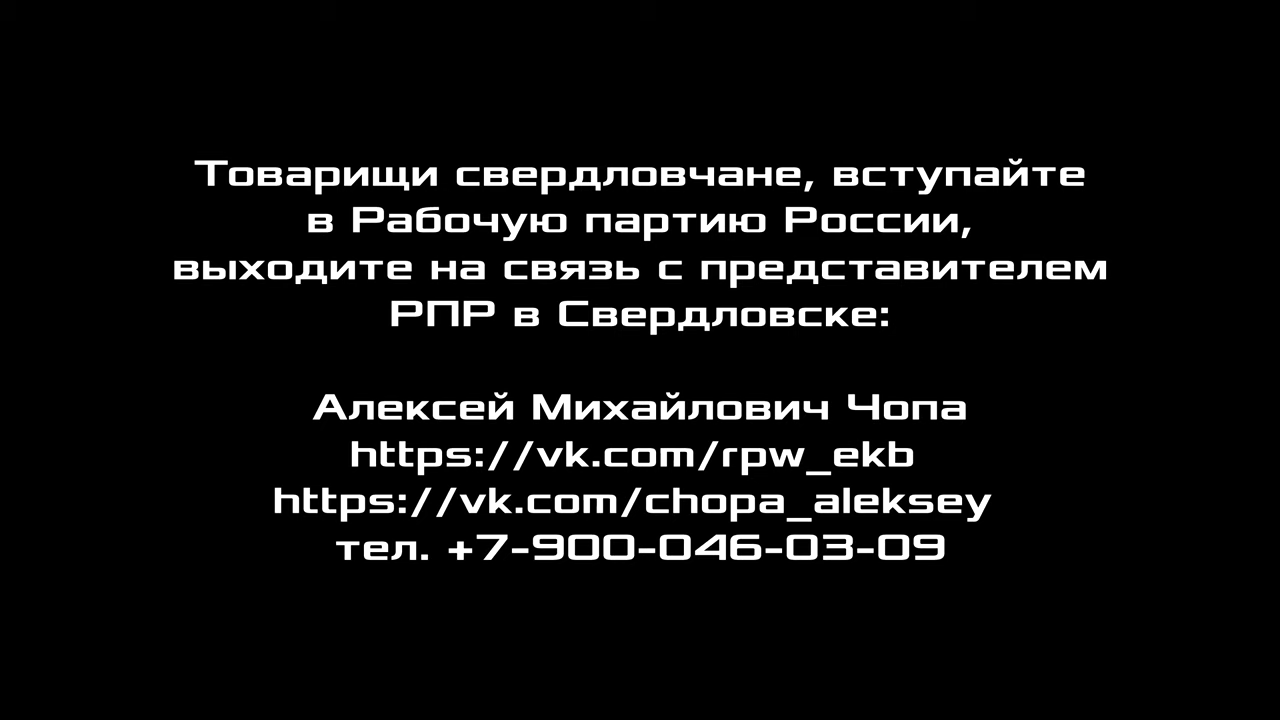 Товарищи свердловчане, вступайте
в Рабочую партию России,
выходите на связь с представителем
РПР в Свердловске:
Алексей Михайлович Чопа
https://vk.com/rpw_ekb
https://vk.com/chopa_aleksey
тел. +7-900-046-03-09